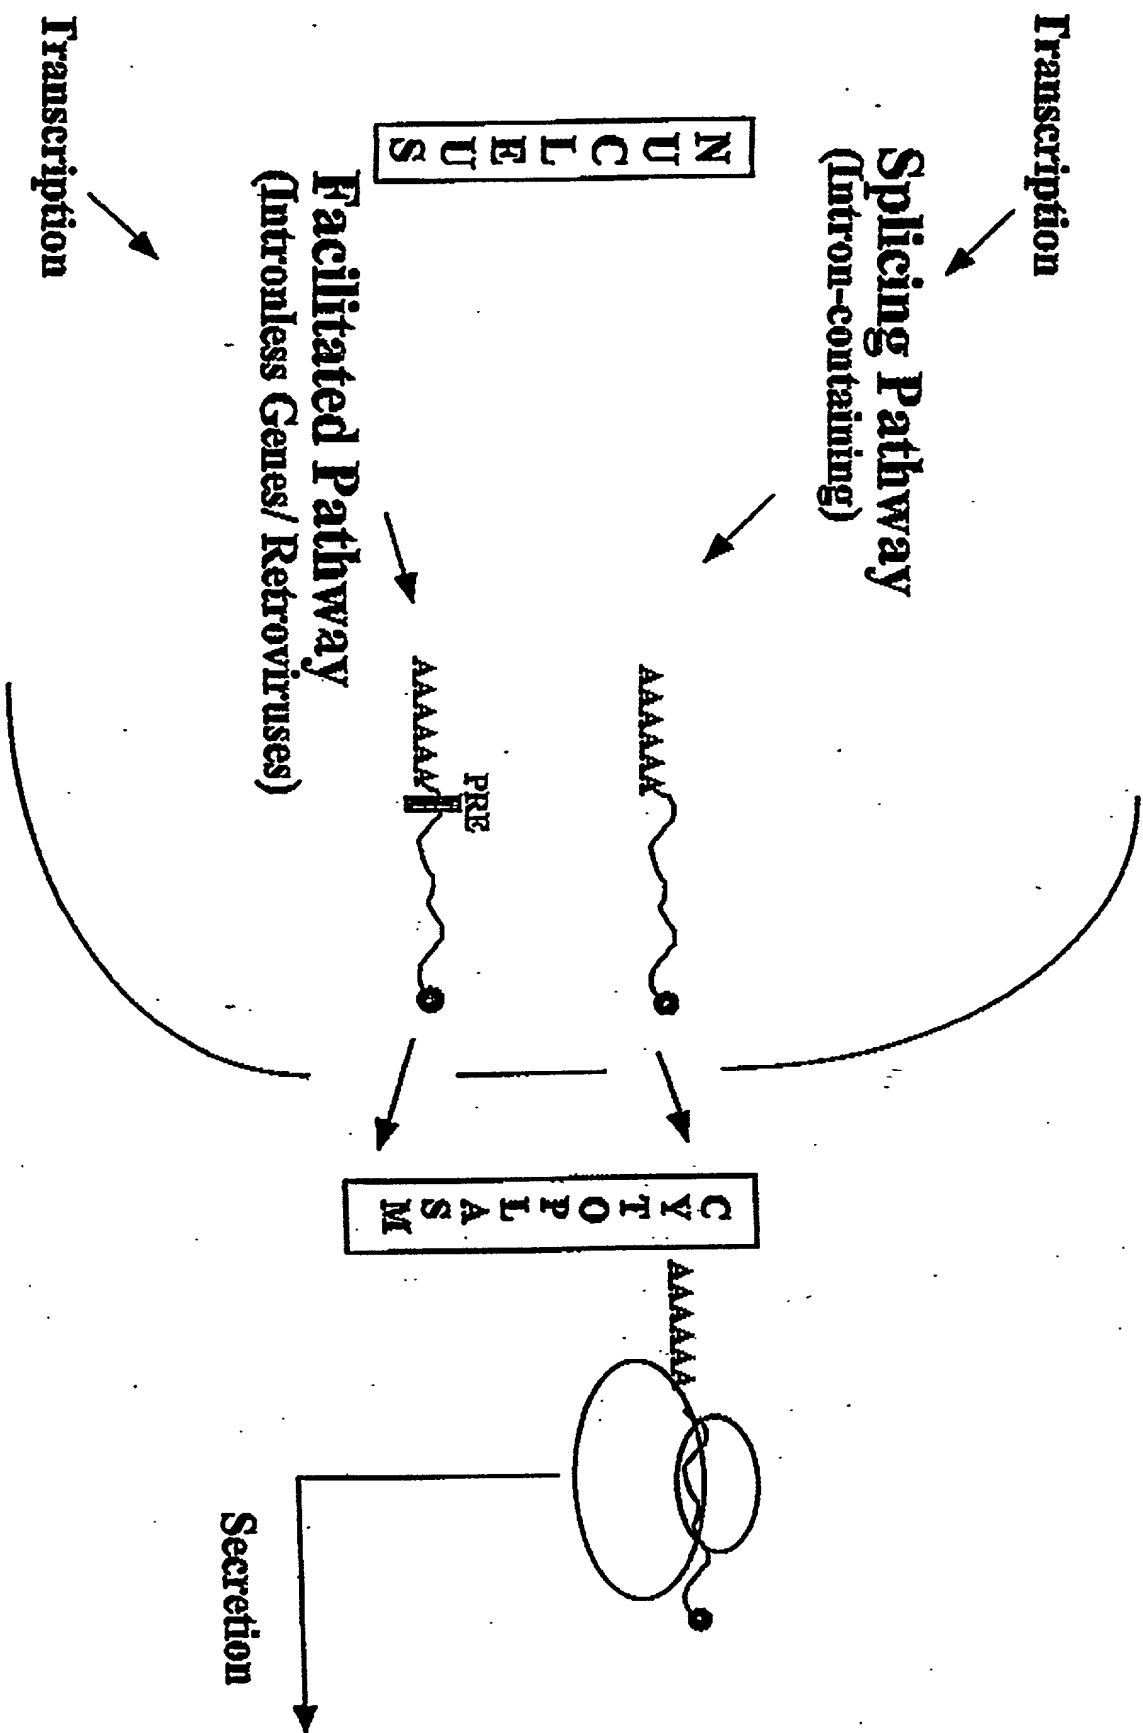 Transcription
Splicing Pathway
(Intron-containing)
NUCLEUS
AAAAAA
CYTOPLASM
AAAAAA
PRE
AAAAAA
Facilitated Pathway
(Intronless Genes/ Retroviruses)
Transcription
Secretion